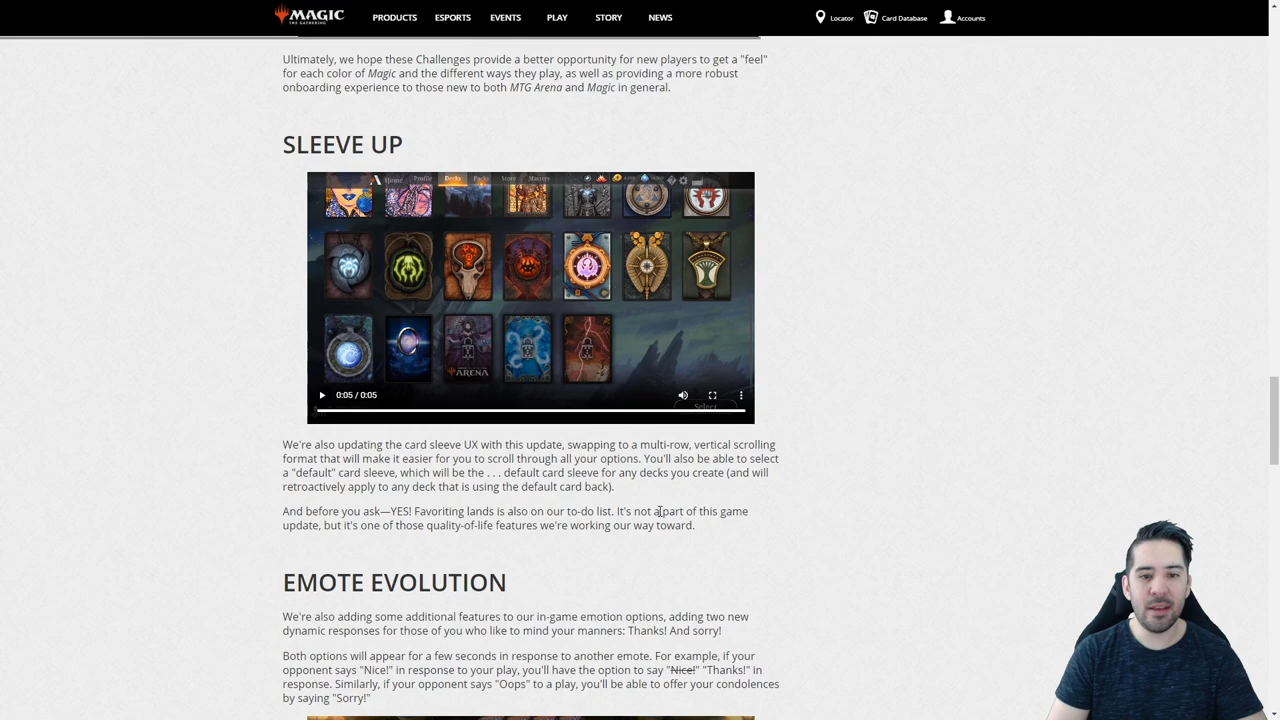 MAGIC
THE GATHERING
PRODUCTS ESPORTS EVENTS PLAY STORY NEWS
Locator Card Database Accounts
Ultimately, we hope these Challenges provide a better opportunity for new players to get a "feel"
for each color of Magic and the different ways they play, as well as providing a more robust
onboarding experience to those new to both MTG Arena and Magic in general.
SLEEVE UP
Home Profile Decks Packs Store Mastery
ARENA
0:05 / 0:05
Select
We're also updating the card sleeve UX with this update, swapping to a multi-row, vertical scrolling
format that will make it easier for you to scroll through all your options. You'll also be able to select
a "default" card sleeve, which will be the . . . default card sleeve for any decks you create (and will
retroactively apply to any deck that is using the default card back).
And before you ask—YES! Favoriting lands is also on our to-do list. It's not a part of this game
update, but it's one of those quality-of-life features we're working our way toward.
EMOTE EVOLUTION
We're also adding some additional features to our in-game emotion options, adding two new
dynamic responses for those of you who like to mind your manners: Thanks! And sorry!
Both options will appear for a few seconds in response to another emote. For example, if your
opponent says "Nice!" in response to your play, you'll have the option to say "Nice!" "Thanks!" in
response. Similarly, if your opponent says "Oops" to a play, you'll be able to offer your condolences
by saying "Sorry!"